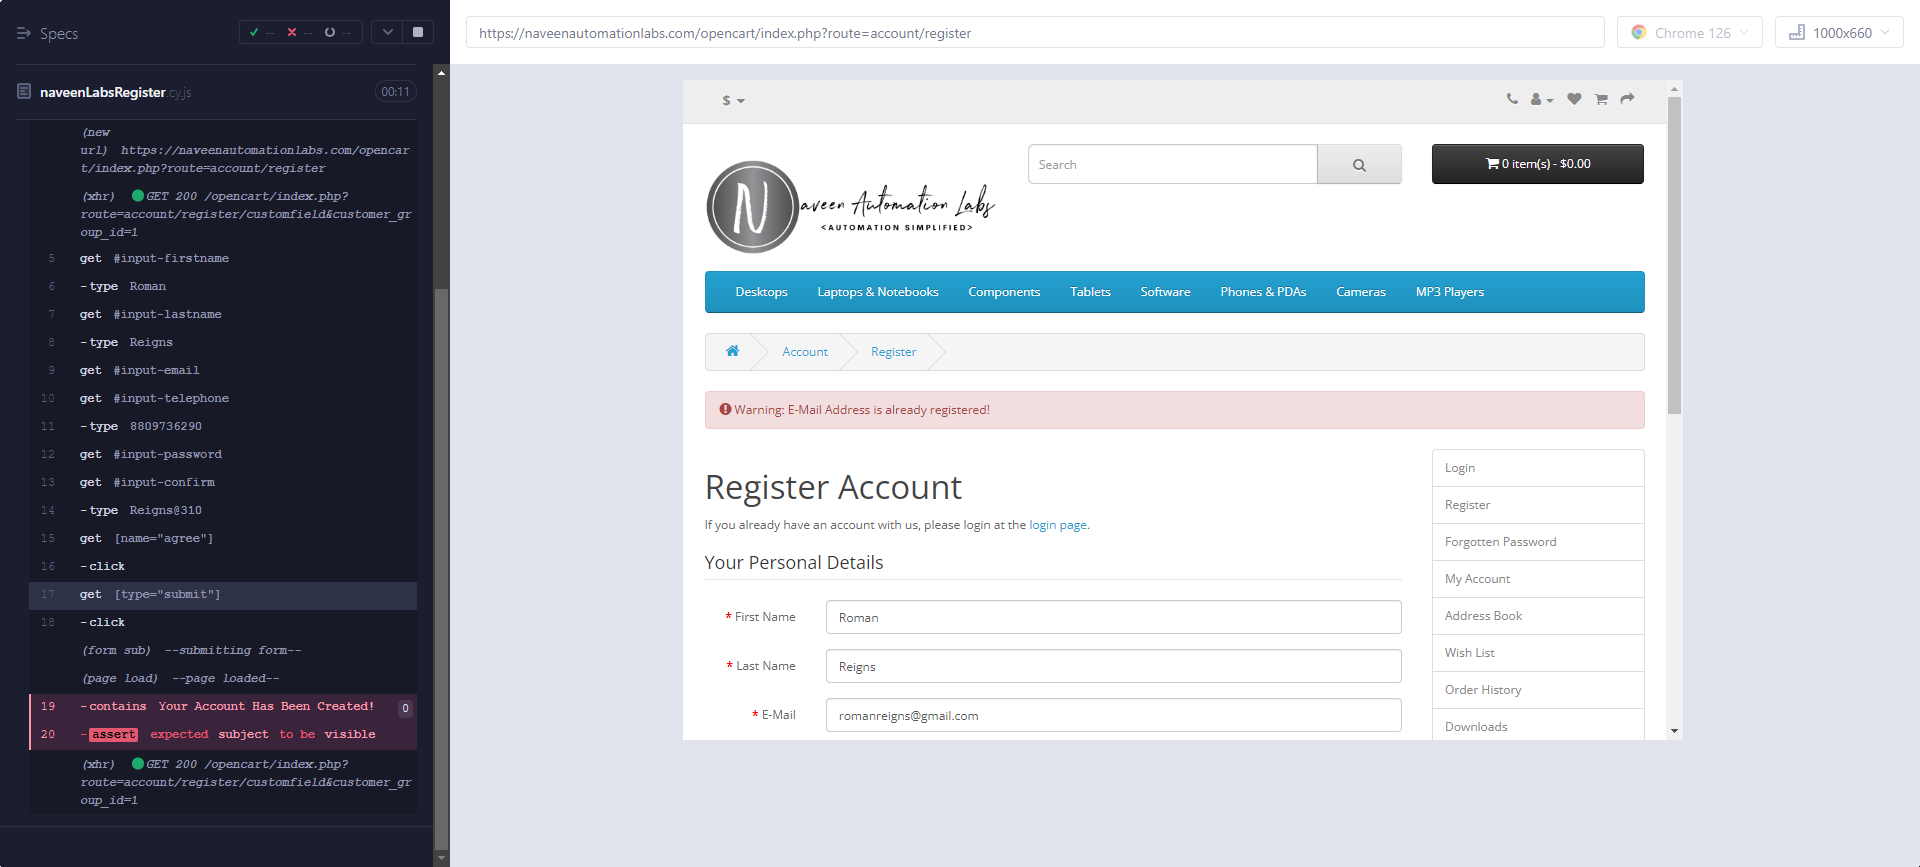 Specs
-- -- --
naveenLabsRegister.cy.js 00:11
(new
url) https://naveenautomationlabs.com/opencar
t/index.php?route=account/register
(xhr) GET 200 /opencart/index.php?
route=account/register/customfield&customer_gr
oup_id=1
5 get #input-firstname
6 -type Roman
7 get #input-lastname
8 -type Reigns
9 get #input-email
10 get #input-telephone
11 -type 8809736290
12 get #input-password
13 get #input-confirm
14 -type Reigns@310
15 get [name="agree"]
16 -click
17 get [type="submit"]
18 -click
(form sub) --submitting form--
(page load) --page loaded--
19 -contains Your Account Has Been Created! 0
20 -assert expected subject to be visible
(xhr) GET 200 /opencart/index.php?
route=account/register/customfield&customer_gr
oup_id=1
https://naveenautomationlabs.com/opencart/index.php?route=account/register
Chrome 126
1000x660
$
Search
0 item(s) - $0.00
Naveen Automation Labs
<AUTOMATION SIMPLIFIED>
Desktops Laptops & Notebooks Components Tablets Software Phones & PDAs Cameras MP3 Players
Account Register
Warning: E-Mail Address is already registered!
Register Account
If you already have an account with us, please login at the login page.
Your Personal Details
* First Name Roman
* Last Name Reigns
* E-Mail romanreigns@gmail.com
Login
Register
Forgotten Password
My Account
Address Book
Wish List
Order History
Downloads